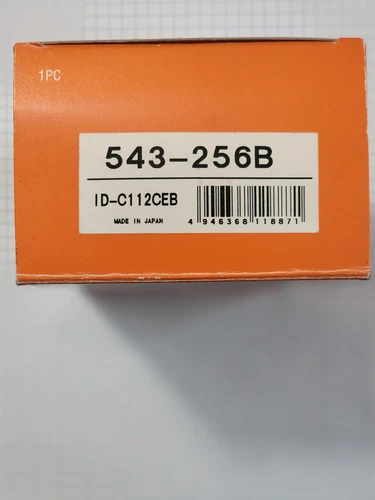 1PC
543-256B
ID-C112CEB
MADE IN JAPAN
4 946368 118871